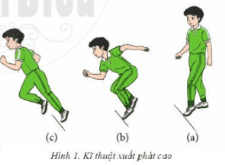 (c) (b) (a)
Hình 1. Kĩ thuật xuất phát cao